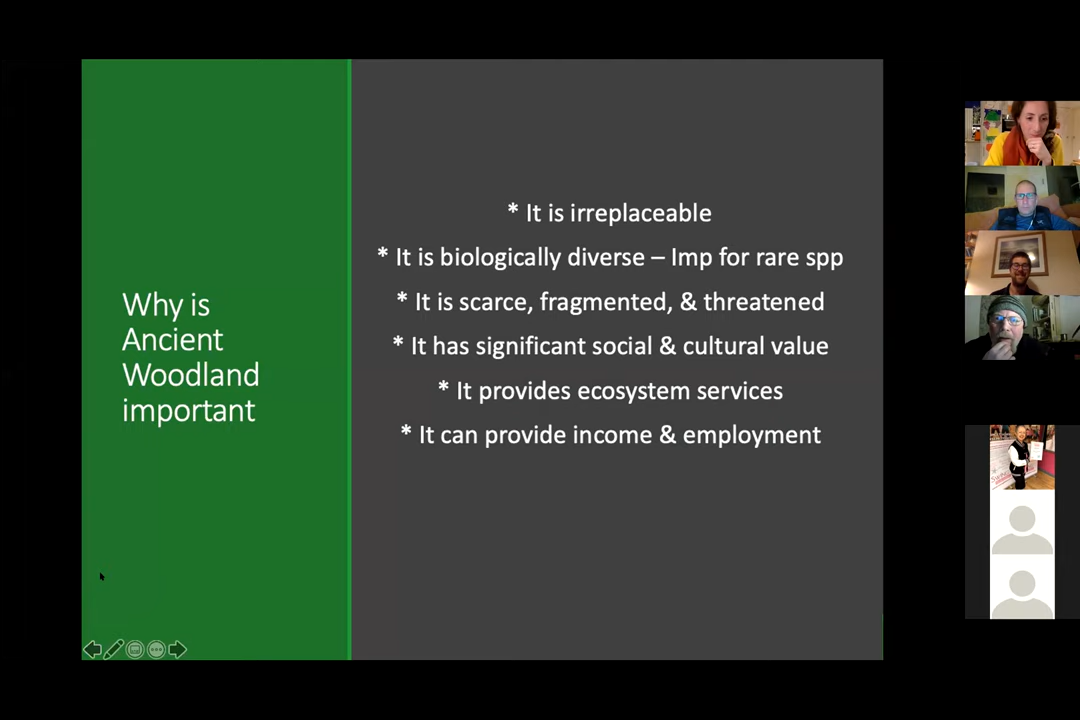 Why is
Ancient
Woodland
important
* It is irreplaceable
* It is biologically diverse – Imp for rare spp
* It is scarce, fragmented, & threatened
* It has significant social & cultural value
* It provides ecosystem services
* It can provide income & employment